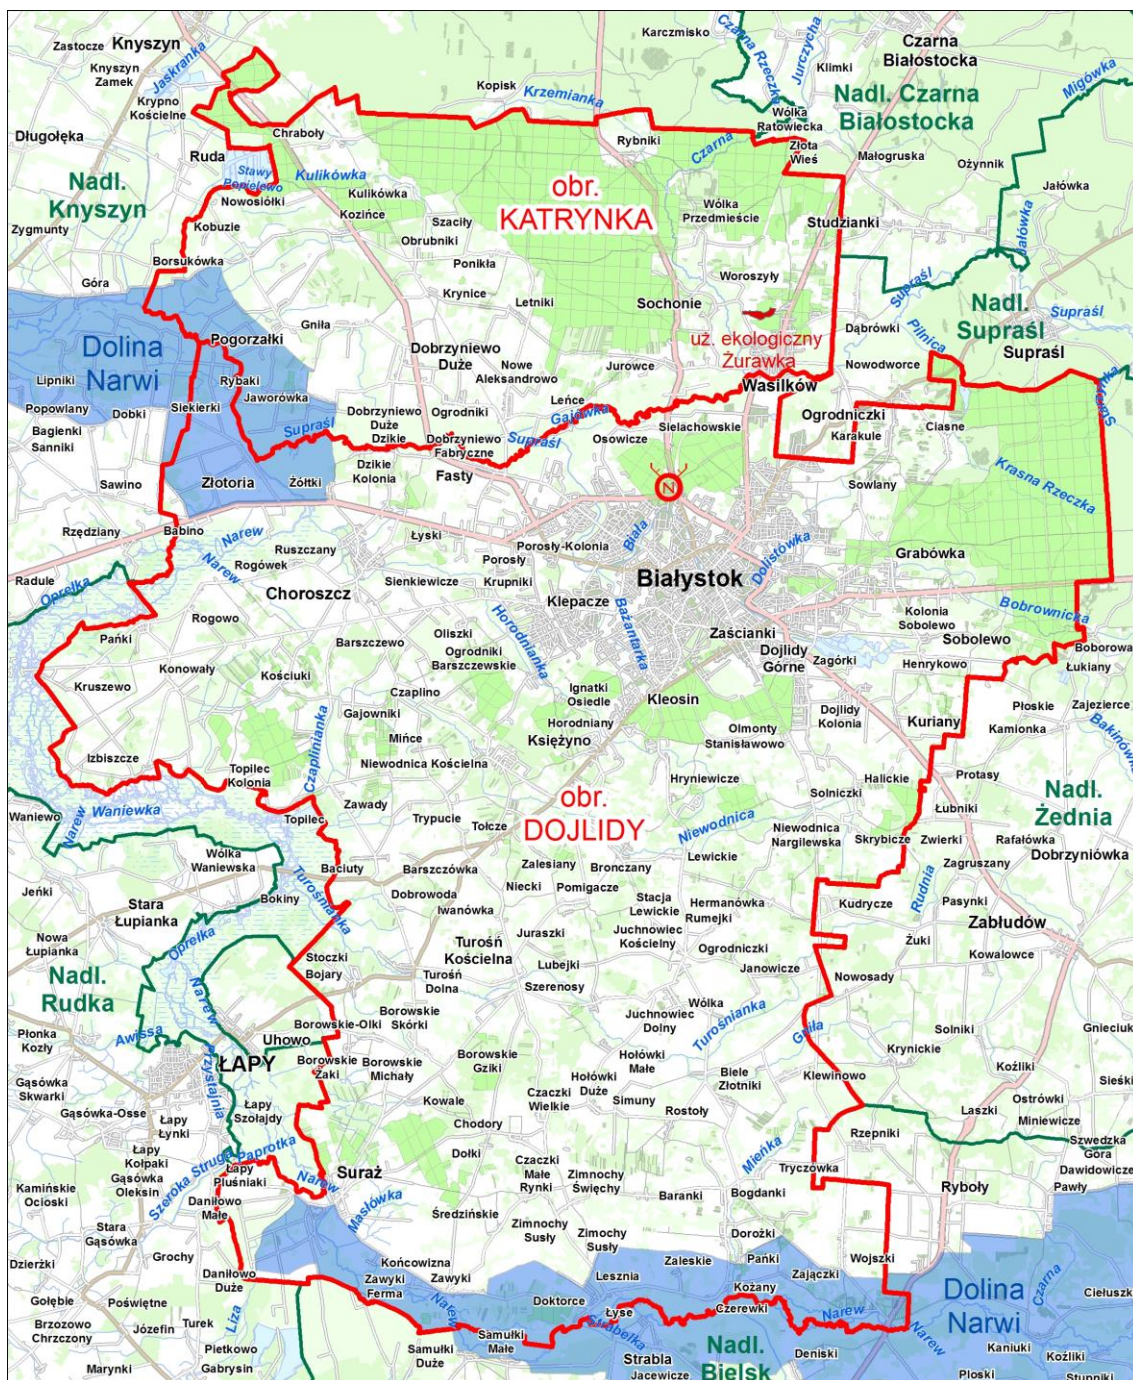 Karczmisko
Zastocze
Knyszyn
Czarna
Białostocka
Czarna Rzeczka
Jurczycha
Klimki
Knyszyn
Zamek
Jaskranka
Kopisk
Krzemianka
Nadl. Czarna
Białostocka
Migówka
Krypno
Kościelne
Długołęka
Chraboły
Rybniki
Wólka
Ratowiecka
Czarna
Złota
Wieś
Małogruska
Ożynnik
Ruda
Stawy
Popielewo
Kulikówka
Nadl.
Knyszyn
obr.
KATRYNKA
Jałówka
Jałówka
Nowosiółki
Kulikówka
Kozińce
Szaciły
Wólka
Przedmieście
Studzianki
Zygmunty
Kobuzie
Obrubniki
Borsukówka
Ponikła
Woroszyły
Góra
Krynice
Letniki
Sochonie
Supraśl
Nadl.
Supraśl
Supraśl
Supraśl
Gniła
Pogorzałki
Dolina
Narwi
uż. ekologiczny
Żurawka
Dąbrówki
Pilnica
Dobrzyniewo
Duże
Nowe
Aleksandrowo
Jurowce
Nowodworce
Lipniki
Rybaki
Jaworówka
Wasilków
Popowlany
Dobki
Siekierki
Leńce
Gajówka
Ogrodniczki
Bagienki
Sanniki
Supraśl
Dobrzyniewo
Duże
Dzikie
Ogrodniki
Dobrzyniewo
Fabryczne
Supraśl
Osowicze
Sielachowskie
Karakule
Ciasne
Sawino
Złotoria
Żółtki
Dzikie
Kolonia
Fasty
N
Sowlany
Krasna Rzeczka
Rzędziany
Babino
Narew
Ruszczany
Łyski
Porosły-Kolonia
Porosły
Biała
Dolistówka
Grabówka
Radule
Oprelka
Narew
Rogówek
Choroszcz
Sienkiewicze
Krupniki
Białystok
Klepacze
Bażantarka
Horodnianka
Kolonia
Sobolewo
Bobrownicka
Pańki
Rogowo
Barszczewo
Oliszki
Ogrodniki
Barszczewskie
Zaścianki
Dojlidy
Górne
Zagórki
Sobolewo
Henrykowo
Boborowa
Łukiany
Konowały
Kościuki
Kruszewo
Czaplino
Ignatki
Osiedle
Kleosin
Dojlidy
Kolonia
Kuriany
Płoskie
Zajezierce
Gajowniki
Mińce
Horodniany
Księżyno
Olmonty
Stanisławowo
Kamionka
Bakinówka
Izbiszcze
Czaplinianka
Niewodnica Kościelna
Topilec
Kolonia
Hryniewicze
Halickie
Protasy
Nadl.
Żednia
Waniewo
Narew
Waniewka
Zawady
obr.
DOJLIDY
Solniczki
Łubniki
Topilec
Trypucie
Tołcze
Niewodnica
Niewodnica
Nargilewska
Skrybicze
Zwierki
Rafałówka
Dobrzyniówka
Wólka
Waniewska
Baciuty
Barszczówka
Zalesiany
Bronczany
Lewickie
Zagruszany
Jeńki
Bokiny
Turośnianka
Dobrowoda
Niecki
Pomigacze
Stacja
Lewickie
Hermanówka
Rumejki
Kudrycze
Rudnia
Pasynki
Zabłudów
Stara
Łupianka
Iwanówka
Juraszki
Juchnowiec
Kościelny
Nowa
Łupianka
Oprelka
Stoczki
Bojary
Turośń
Kościelna
Lubejki
Ogrodniczki
Żuki
Kowalowce
Nadl.
Rudka
Narew
Turośń
Dolna
Szerenosy
Janowicze
Nowosady
Płonka
Kozły
Awissa
Uhowo
Borowskie-Olki
Borowskie
Skórki
Wólka
Juchnowiec
Dolny
Turośnianka
Gniła
Solniki
Gnieciuk
ŁAPY
Borowskie
Żaki
Borowskie
Michały
Borowskie
Gziki
Hołówki
Małe
Krynickie
Gąsówka
Skwarki
Przysłajnia
Hołówki
Duże
Biele
Złotniki
Klewinowo
Koźliki
Sieśki
Gąsówka-Osse
Łapy
Łynki
Łapy
Szołajdy
Kowale
Czaczki
Wielkie
Simuny
Rostoły
Laszki
Ostrówki
Miniewicze
Chodory
Rzepniki
Szwedzka
Góra
Łapy
Kołpaki
Szeroka Struga
Paprotka
Dołki
Mieńka
Gąsówka
Oleksin
Łapy
Pluśniaki
Suraż
Czaczki
Małe
Rynki
Zimnochy
Święchy
Tryczówka
Dawidowicze
Pawły
Kamińskie
Ocioski
Narew
Baranki
Bogdanki
Ryboły
Daniłowo
Małe
Masłówka
Średzińskie
Zimnochy
Susły
Zimochy
Susły
Stara
Gąsówka
Dorożki
Dzierżki
Grochy
Końcowizna
Zaleskie
Pańki
Wojszki
Daniłowo
Duże
Zawyki
Ferma
Zawyki
Lesznia
Kożany
Zajączki
Dolina
Narwi
Czarna
Ciełuszki
Gołębie
Poświętne
Liza
Narew
Doktorce
Łyse
Czerewki
Narew
Brzozowo
Chrzczony
Józefin
Turek
Samułki
Małe
Strabelka
Narew
Kaniuki
Pietkowo
Samułki
Duże
Strabla
Nadl.
Bielsk
Deniski
Koźliki
Marynki
Gabrysin
Jacewicze
Ploski
Stupniki